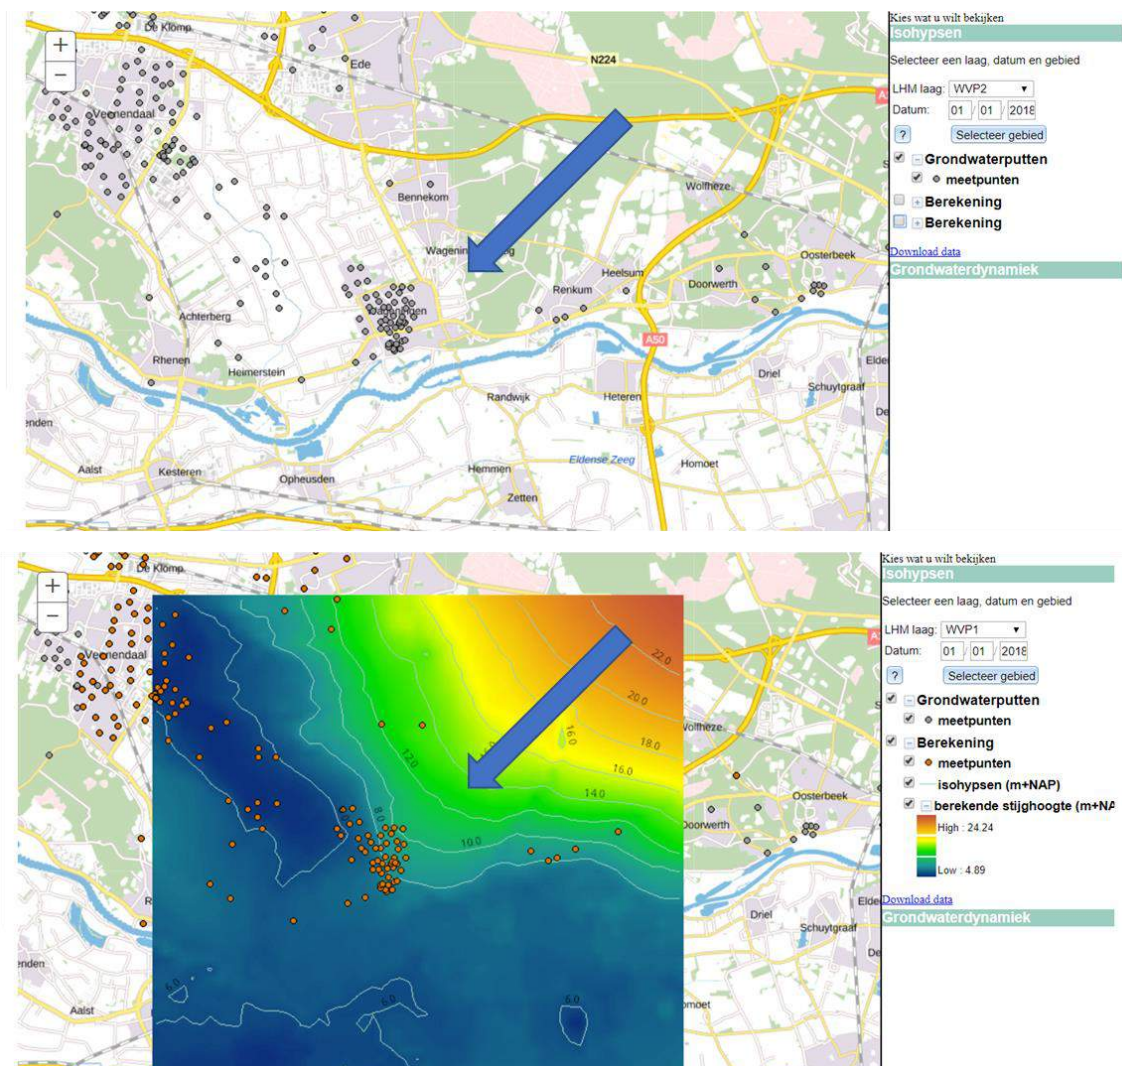 Kies wat u wilt bekijken
Isohypsen
Selecteer een laag, datum en gebied
LHM laag: WVP2
Datum: 01 / 01 / 2018
? Selecteer gebied
Grondwaterputten
meetpunten
Berekening
Berekening
Download data
Grondwaterdynamiek
+
−
De Klomp.
Ede
N224
Veenendaal
Wolfheze.
Bennekom
Oosterbeek
Heelsum
Doorwerth
Renkum
Achterberg
A50
Rhenen
Heimerstein
Driel
Schuytgraaf
Randwijk
Heteren
Eldense Zeeg
Homoet
Hemmen
Aalst
Kesteren
Opheusden
Zetten
Kies wat u wilt bekijken
Isohypsen
Selecteer een laag, datum en gebied
LHM laag: WVP1
Datum: 01 / 01 / 2018
? Selecteer gebied
Grondwaterputten
meetpunten
Berekening
meetpunten
isohypsen (m+NAP)
berekende stijghoogte (m+NA
High : 24.24
Low : 4.89
Download data
Grondwaterdynamiek
+
−
De Klomp.
Veenendaal
22.0
20.0
18.0
16.0
16.0
14.0
12.0
10.0
8.0
Oosterbeek
Driel
Schuytgraaf
6.0
6.0
6.0
Aalst